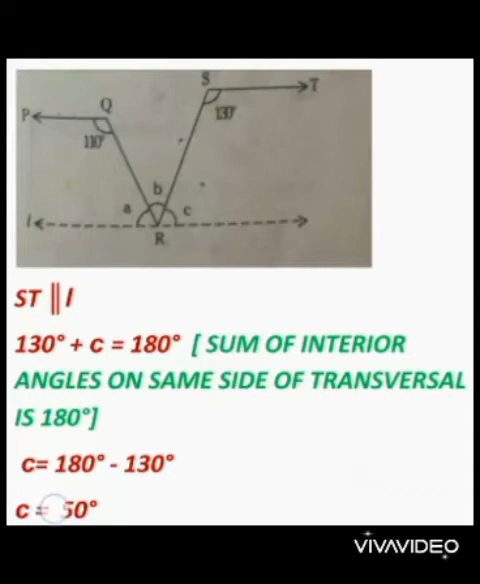 S
T
P
Q
130°
110°
b
a
c
l
R
ST || l
130° + c = 180° [ SUM OF INTERIOR
ANGLES ON SAME SIDE OF TRANSVERSAL
IS 180°]
c= 180° - 130°
c = 50°
VIVAVIDEO